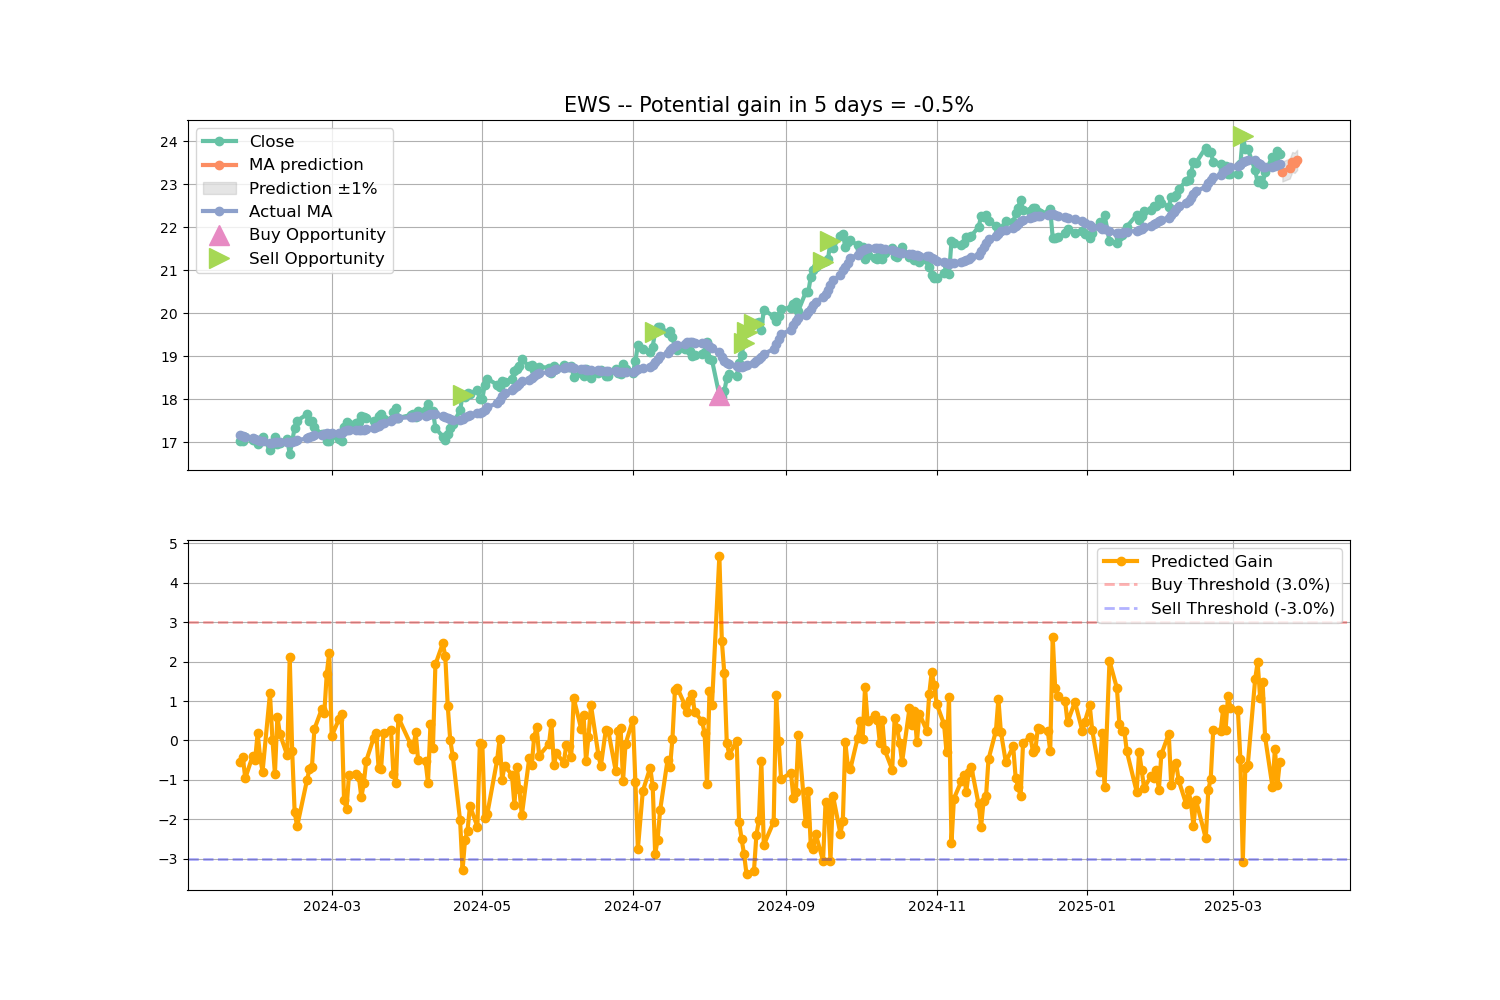 EWS -- Potential gain in 5 days = -0.5%
24
23
22
21
20
19
18
17
Close
MA prediction
Prediction ±1%
Actual MA
Buy Opportunity
Sell Opportunity
5
4
3
2
1
0
−1
−2
−3
Predicted Gain
Buy Threshold (3.0%)
Sell Threshold (-3.0%)
2024-03
2024-05
2024-07
2024-09
2024-11
2025-01
2025-03